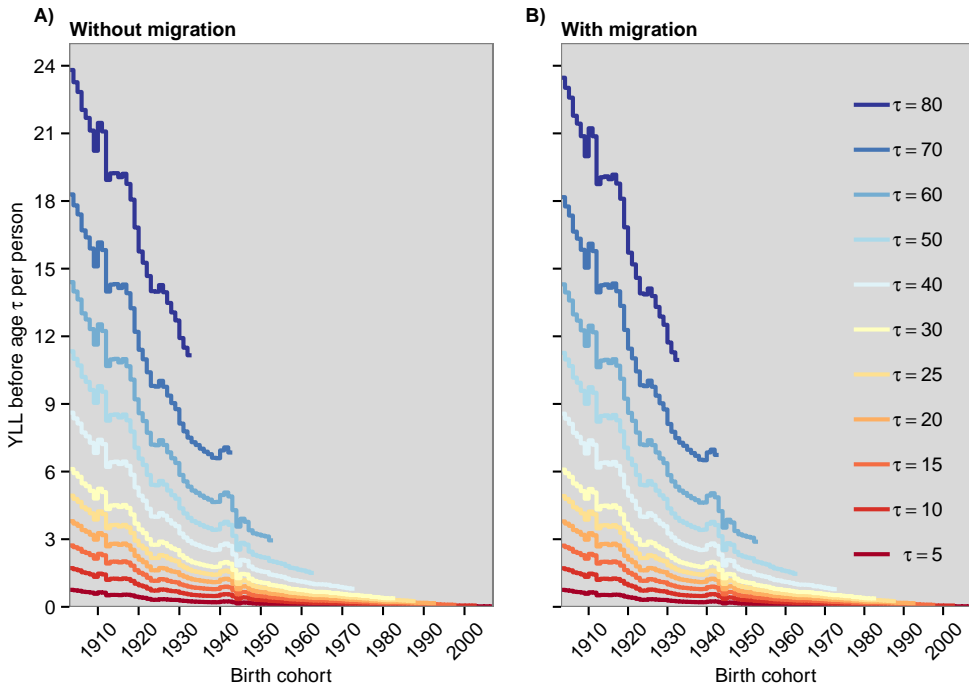 A)
Without migration
YLL before age τ per person
24
21
18
15
12
9
6
3
0
1910
1920
1930
1940
1950
1960
1970
1980
1990
2000
Birth cohort
B)
With migration
τ = 80
τ = 70
τ = 60
τ = 50
τ = 40
τ = 30
τ = 25
τ = 20
τ = 15
τ = 10
τ = 5
1910
1920
1930
1940
1950
1960
1970
1980
1990
2000
Birth cohort